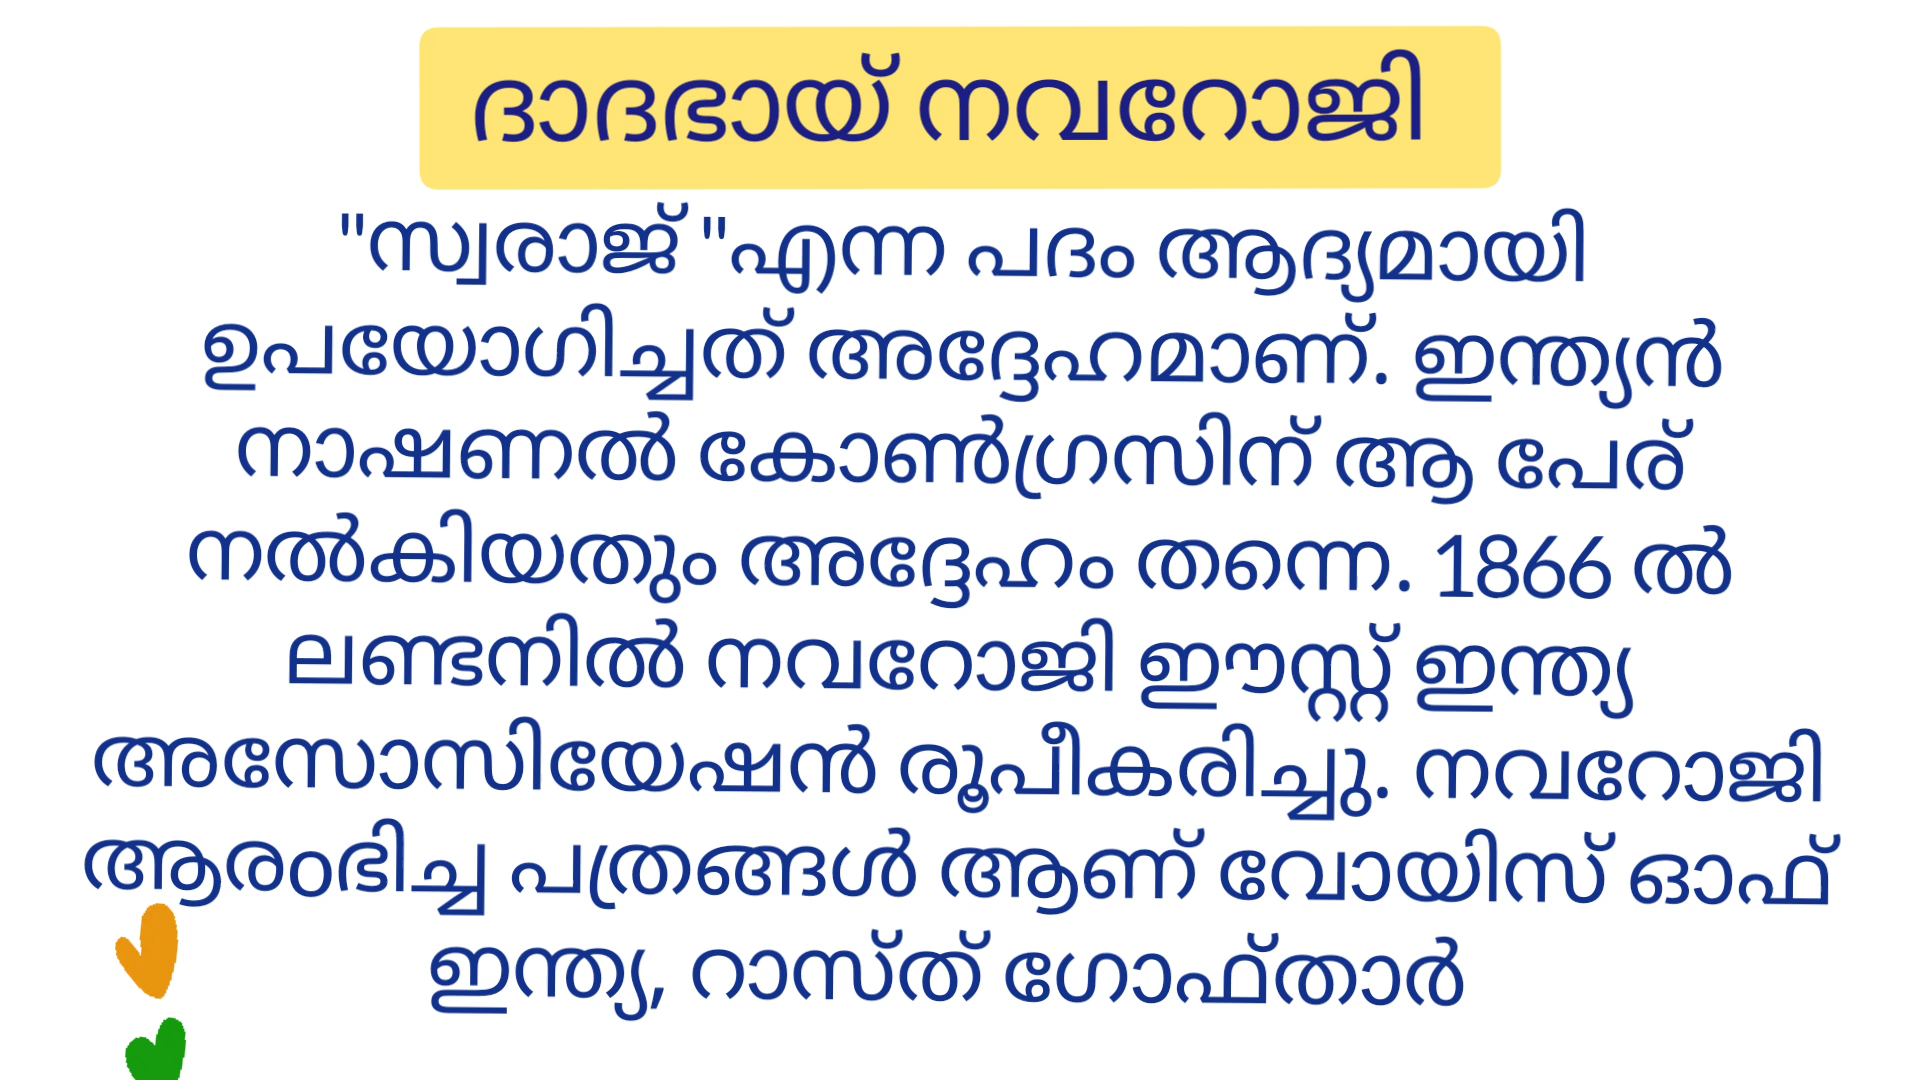 ദാദഭായ് നവറോജി
"സ്വരാജ് "എന്ന പദം ആദ്യമായി
ഉപയോഗിച്ചത് അദ്ദേഹമാണ്. ഇന്ത്യൻ
നാഷണൽ കോൺഗ്രസിന് ആ പേര്
നൽകിയതും അദ്ദേഹം തന്നെ. 1866 ൽ
ലണ്ടനിൽ നവറോജി ഈസ്റ്റ് ഇന്ത്യ
അസോസിയേഷൻ രൂപീകരിച്ചു. നവറോജി
ആരംഭിച്ച പത്രങ്ങൾ ആണ് വോയിസ് ഓഫ്
ഇന്ത്യ, റാസ്ത് ഗോഫ്താർ